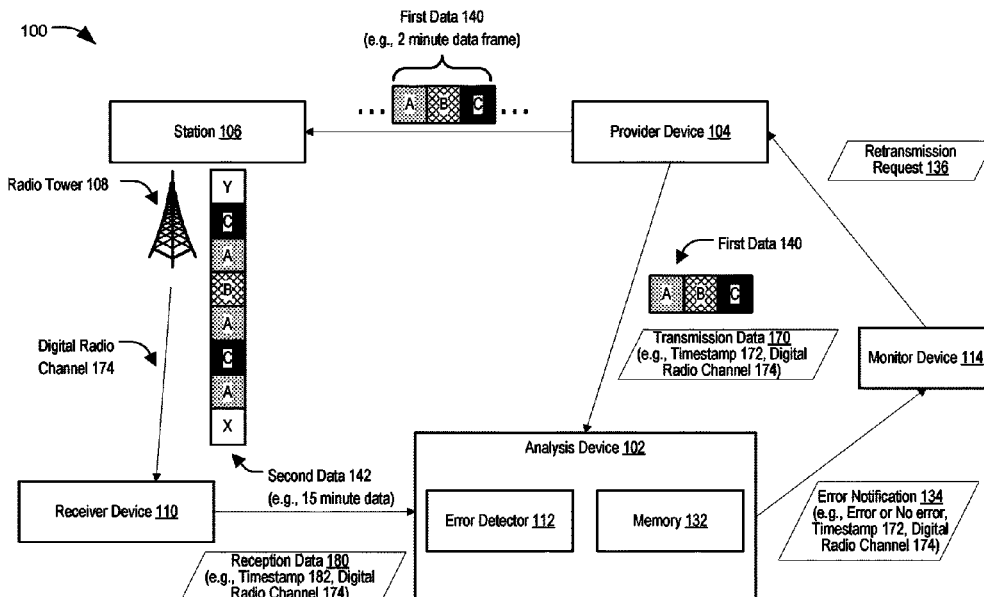 100
First Data 140
(e.g., 2 minute data frame)
... A B C ...
Station 106
Provider Device 104
Retransmission
Request 136
Radio Tower 108
Y
C
A
B
A
C
A
X
First Data 140
A B C
Digital Radio
Channel 174
Transmission Data 170
(e.g., Timestamp 172, Digital
Radio Channel 174)
Monitor Device 114
Analysis Device 102
Second Data 142
(e.g., 15 minute data)
Receiver Device 110
Error Detector 112
Memory 132
Error Notification 134
(e.g., Error or No error,
Timestamp 172, Digital
Radio Channel 174)
Reception Data 180
(e.g., Timestamp 182, Digital
Radio Channel 174)